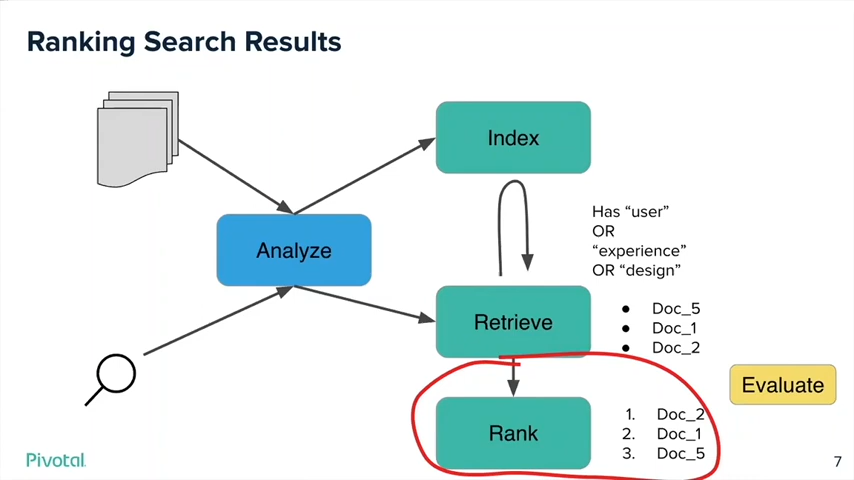 Ranking Search Results
Index
Analyze
Has “user”
OR
“experience”
OR “design”
Retrieve
• Doc_5
• Doc_1
• Doc_2
Evaluate
Rank
1. Doc_2
2. Doc_1
3. Doc_5
Pivotal
7